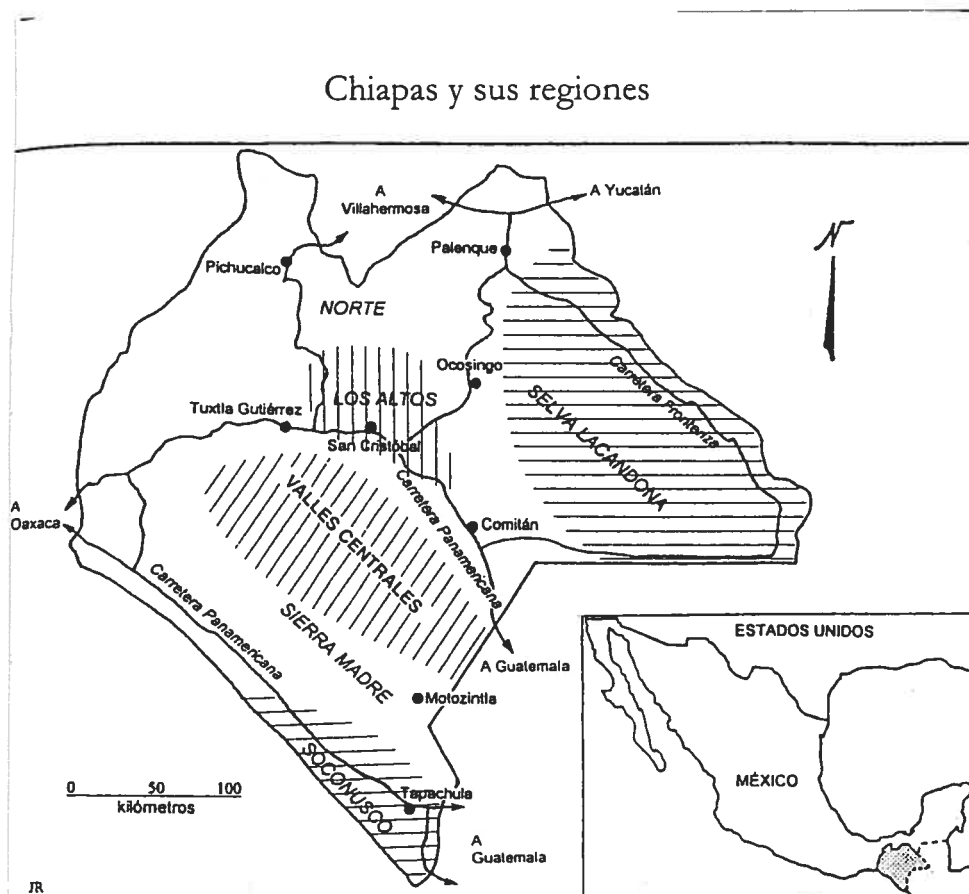 Chiapas y sus regiones
A
Villahermosa
A Yucatán
N
Palenque
Pichucalco
NORTE
Ocosingo
Carretera Fronteriza
LOS ALTOS
SELVA LACANDONA
Tuxtla Gutiérrez
San Cristóbal
A
Oaxaca
VALLES CENTRALES
Carretera Panamericana
Comitán
Carretera Panamericana
SIERRA MADRE
A Guatemala
Motozintla
ESTADOS UNIDOS
SOCONUSCO
MÉXICO
0 50 100
kilómetros
Tapachula
A
Guatemala
JR